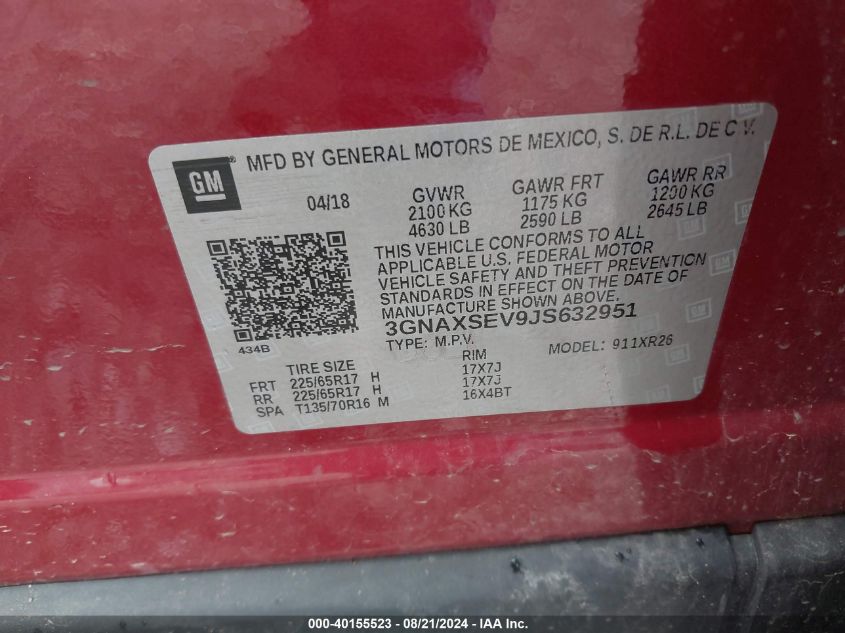 GM
MFD BY GENERAL MOTORS DE MEXICO, S. DE R.L. DE C V.
04/18 GVWR GAWR FRT GAWR RR
2100 KG 1175 KG 1200 KG
4630 LB 2590 LB 2645 LB
THIS VEHICLE CONFORMS TO ALL
APPLICABLE U.S. FEDERAL MOTOR
VEHICLE SAFETY AND THEFT PREVENTION
STANDARDS IN EFFECT ON THE DATE OF
MANUFACTURE SHOWN ABOVE.
3GNAXSEV9JS632951
434B TYPE: M.P.V. MODEL: 911XR26
TIRE SIZE RIM
FRT 225/65R17 H 17X7J
RR 225/65R17 H 17X7J
SPA T135/70R16 M 16X4BT
000-40155523 - 08/21/2024 - IAA, Inc.